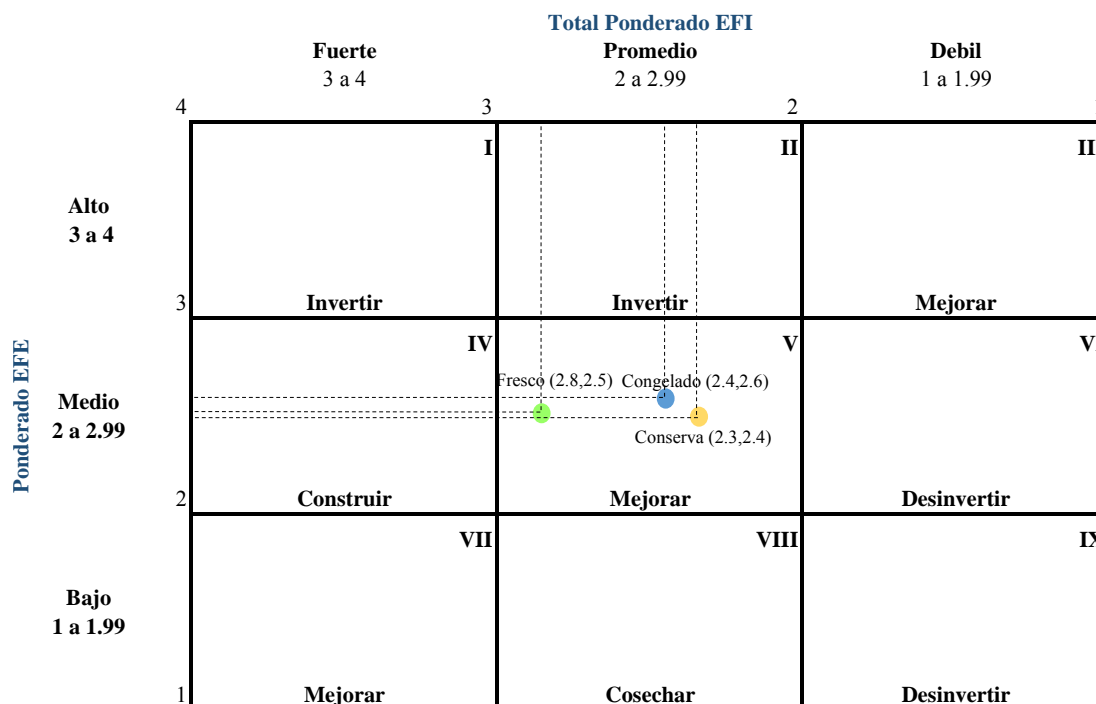 Total Ponderado EFI
Fuerte
3 a 4
Promedio
2 a 2.99
Debil
1 a 1.99
4
3
2
I
II
II
Alto
3 a 4
3
Invertir
Invertir
Mejorar
Ponderado EFE
IV
V
V
Medio
2 a 2.99
Fresco (2.8,2.5)
Congelado (2.4,2.6)
Conserva (2.3,2.4)
2
Construir
Mejorar
Desinvertir
VII
VIII
IX
Bajo
1 a 1.99
1
Mejorar
Cosechar
Desinvertir